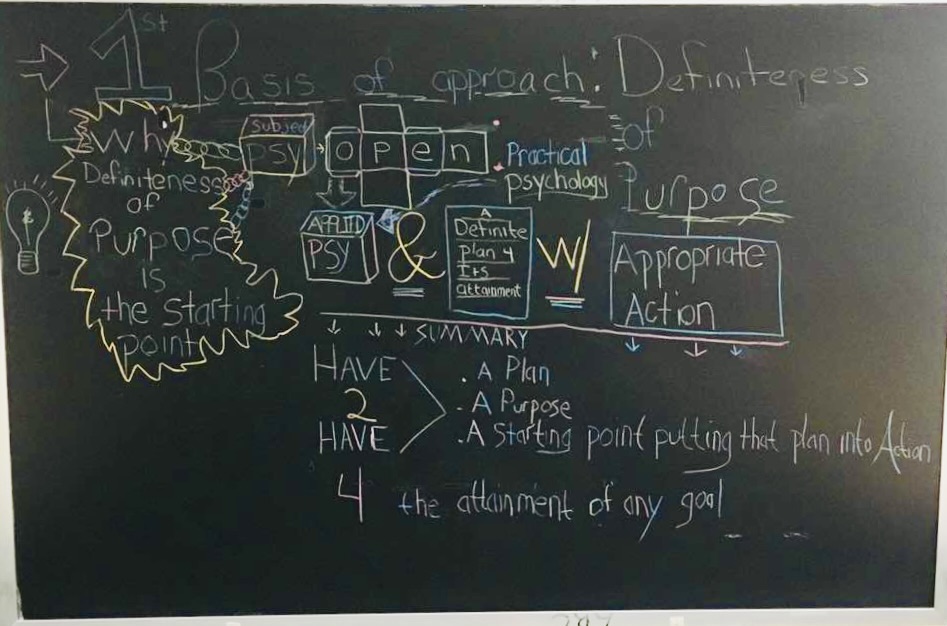 1st Basis of approach: Definiteness
of
Purpose
Why
Definiteness
of
Purpose
is
the starting
point
Subject
PSY
open
Practical
psychology
APPLIED
PSY
&
A
Definite
plan 4
Its
attainment
W/
Appropriate
Action
SUMMARY
HAVE
2
HAVE
. A Plan
. A Purpose
. A Starting point putting that plan into Action
4 the attainment of any goal